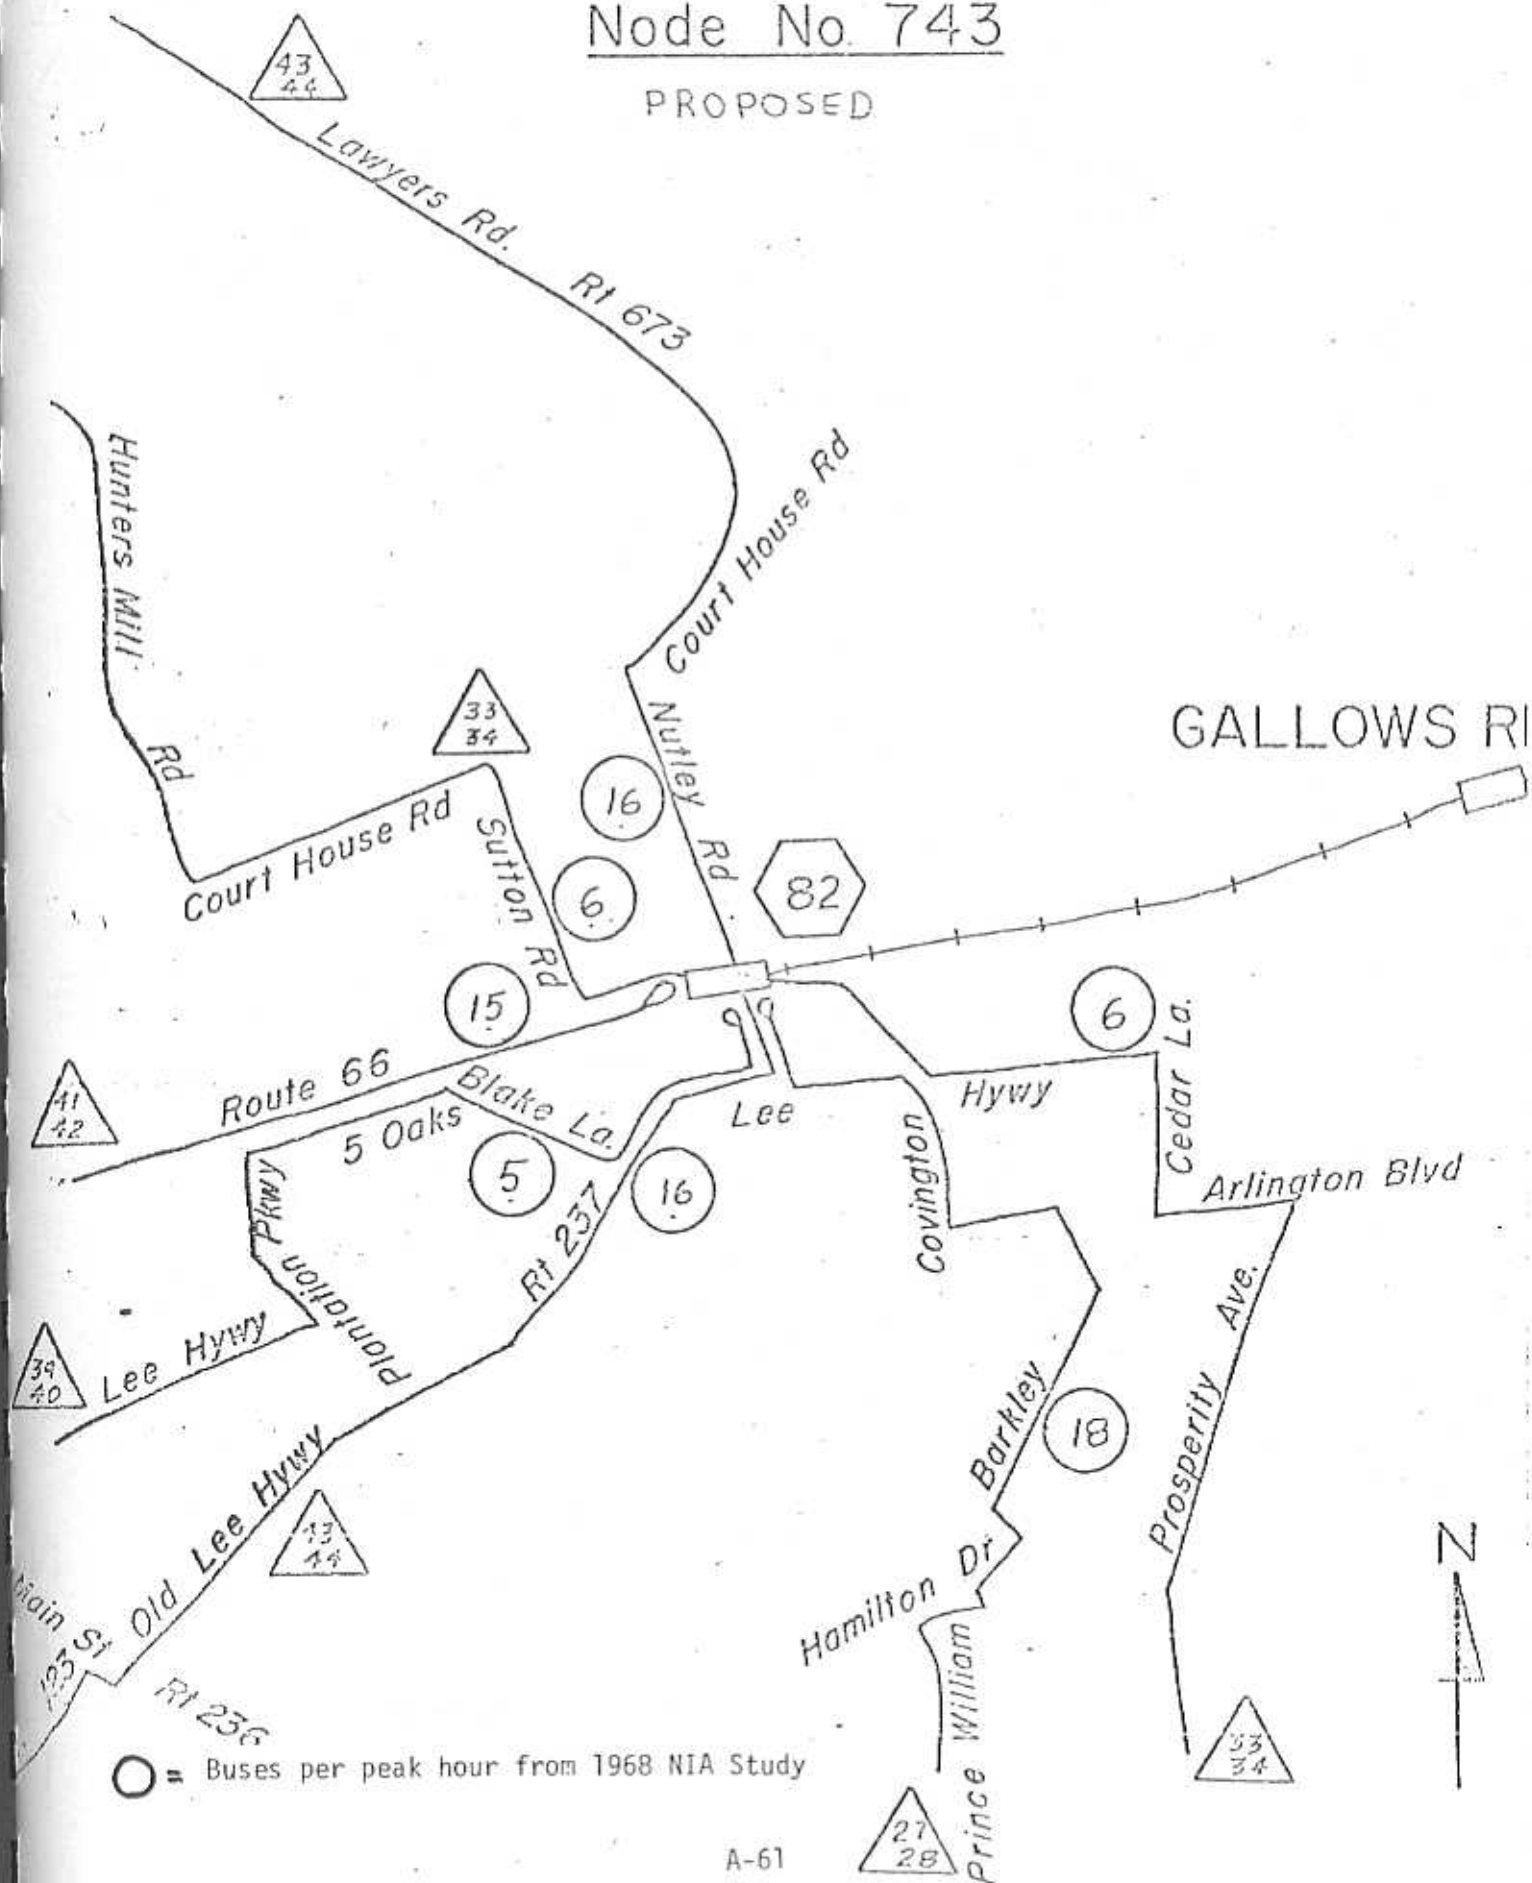 Node No. 743
PROPOSED
43
44
Lawyers Rd.
Rt 673
Court House Rd
Hunters Mill
Rd
33
34
Nutley
Rd
GALLOWS
16
Court House Rd
Sutton
Rd
6
82
15
6
Cedar La.
41
42
Route 66
Blake La.
5 Oaks
Lee
Hywy
Covington
5
16
Arlington Blvd
Plantation Pkwy
Rt 237
39
40
Lee Hywy
Barkley
18
Prosperity
Ave.
Old Lee Hywy
43
44
N
Hamilton Dr
Main St
123
Rt 236
Prince William
33
34
O = Buses per peak hour from 1968 NIA Study
27
28
A-61